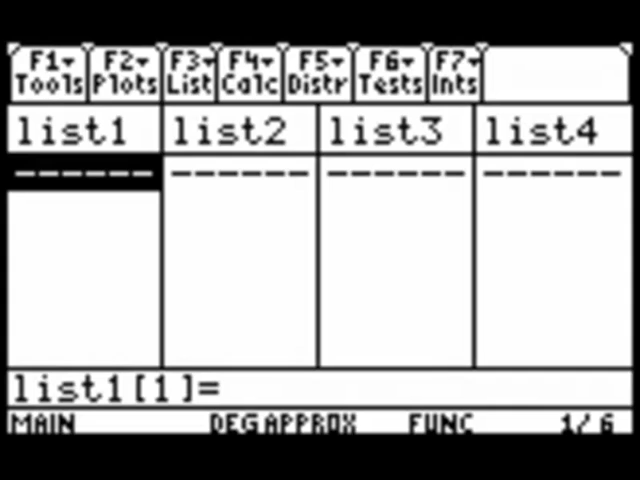 F1 F2 F3 F4 F5 F6 F7
Tools Plots List Calc Distr Tests Ints
list1 list2 list3 list4
------ ------ ------ ------
list1[1]=
MAIN DEG APPROX FUNC 1/6